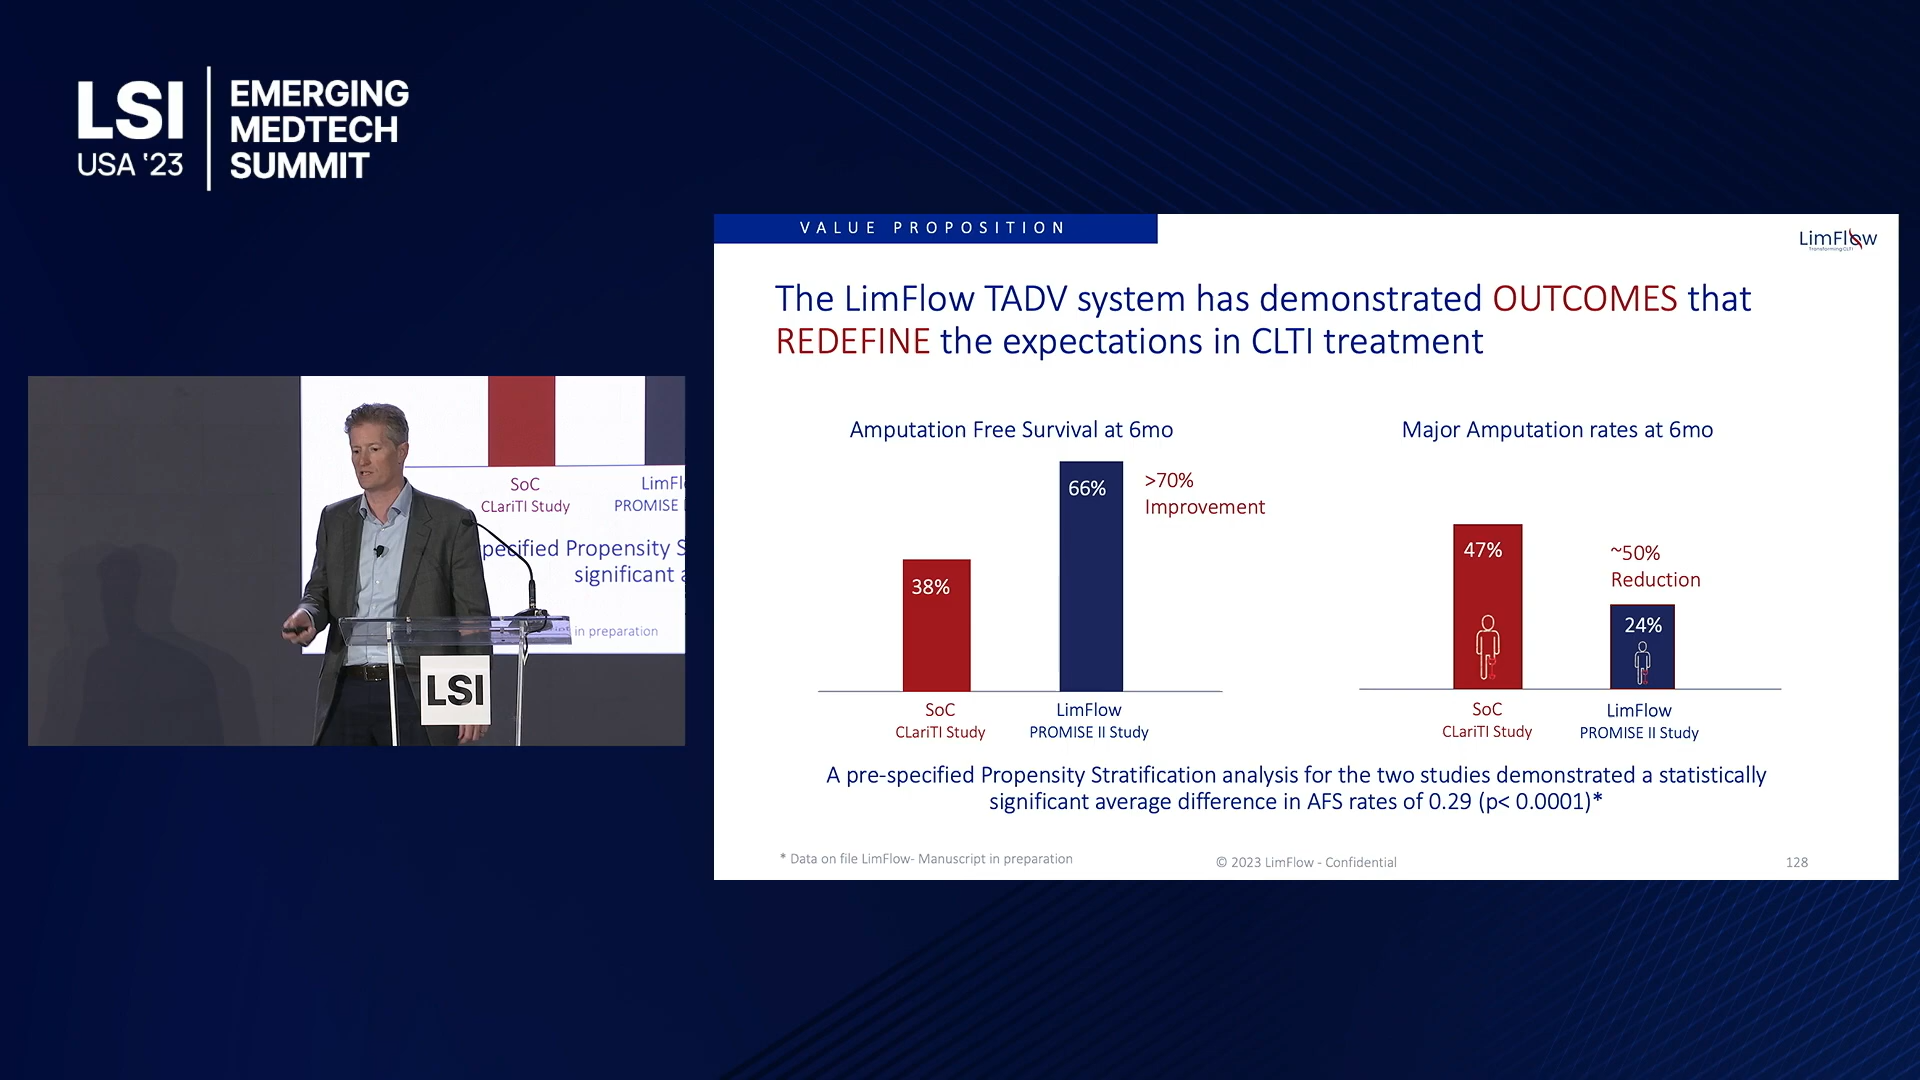 LSI
USA '23
EMERGING
MEDTECH
SUMMIT
SoC
CLariTI Study
LimFl
PROMISE
pecified Propensity S
significant
in preparation
LSI
VALUE PROPOSITION
LimFlow
The LimFlow TADV system has demonstrated OUTCOMES that
REDEFINE the expectations in CLTI treatment
Amputation Free Survival at 6mo
38%
66%
>70%
Improvement
SoC
CLariTI Study
LimFlow
PROMISE II Study
Major Amputation rates at 6mo
47%
~50%
Reduction
24%
SoC
CLariTI Study
LimFlow
PROMISE II Study
A pre-specified Propensity Stratification analysis for the two studies demonstrated a statistically
significant average difference in AFS rates of 0.29 (p< 0.0001)*
* Data on file LimFlow- Manuscript in preparation
© 2023 LimFlow - Confidential
128